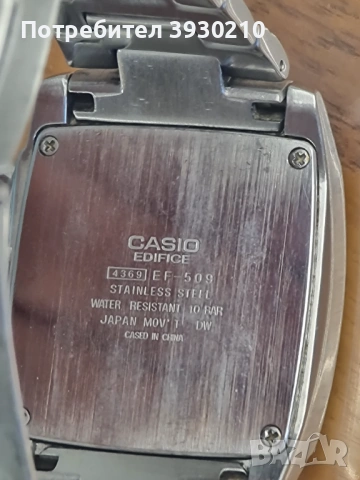 Потребител 3930210
CASIO
EDIFICE
4369 EF-509
STAINLESS STEEL
WATER RESISTANT 10 BAR
JAPAN MOV'T DW
CASED IN CHINA
BAZAR